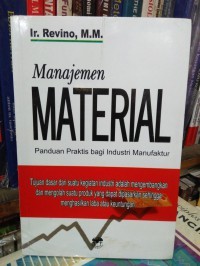 Ir. Revino, M.M.
Manajemen
MATERIAL
Panduan Praktis bagi Industri Manufaktur
Tujuan dasar dari suatu kegiatan industri adalah mengembangkan
dan mengolah suatu produk yang dapat dipasarkan sehingga
menghasilkan laba atau keuntungan.